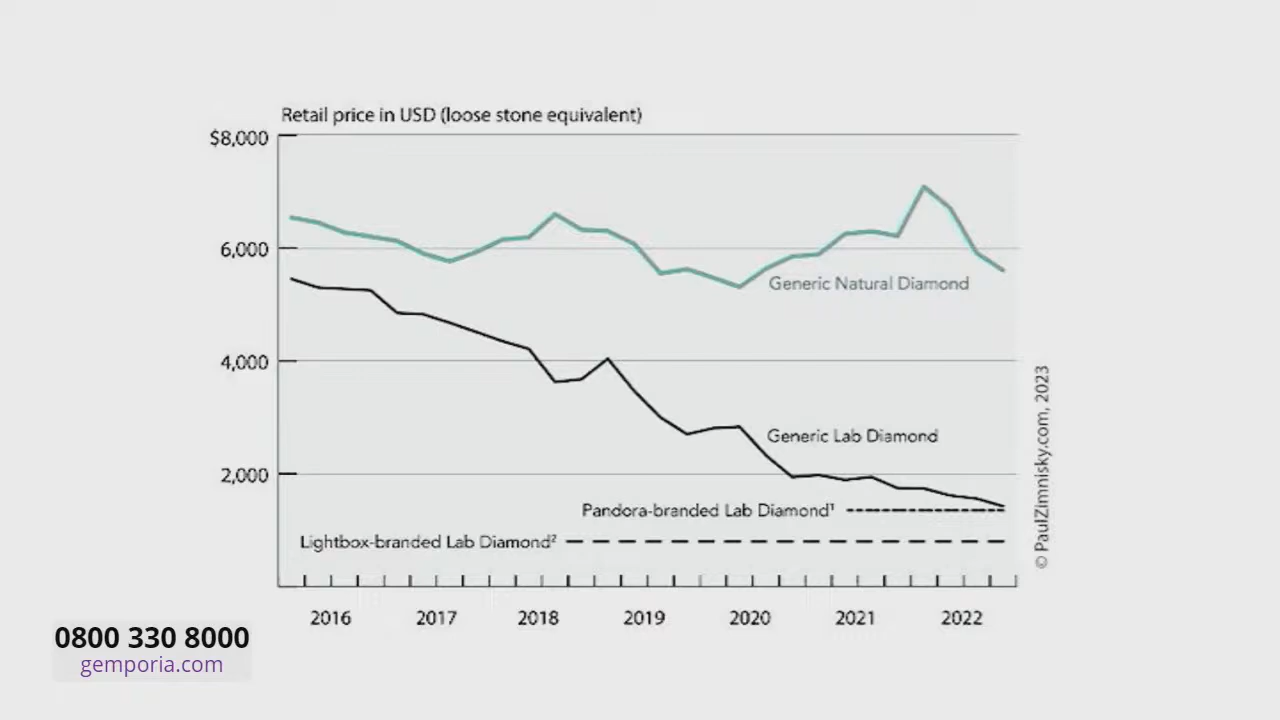 Retail price in USD (loose stone equivalent)
$8,000
6,000
Generic Natural Diamond
4,000
Generic Lab Diamond
2,000
Pandora-branded Lab Diamond¹
Lightbox-branded Lab Diamond²
2016 2017 2018 2019 2020 2021 2022
© PaulZimnisky.com, 2023
0800 330 8000
gemporia.com